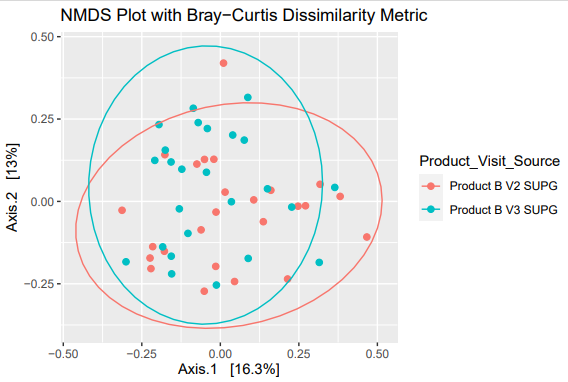 NMDS Plot with Bray−Curtis Dissimilarity Metric
0.50
0.25
0.00
−0.25
Axis.2 [13%]
−0.50
−0.25
0.00
0.25
0.50
Axis.1 [16.3%]
Product_Visit_Source
Product B V2 SUPG
Product B V3 SUPG